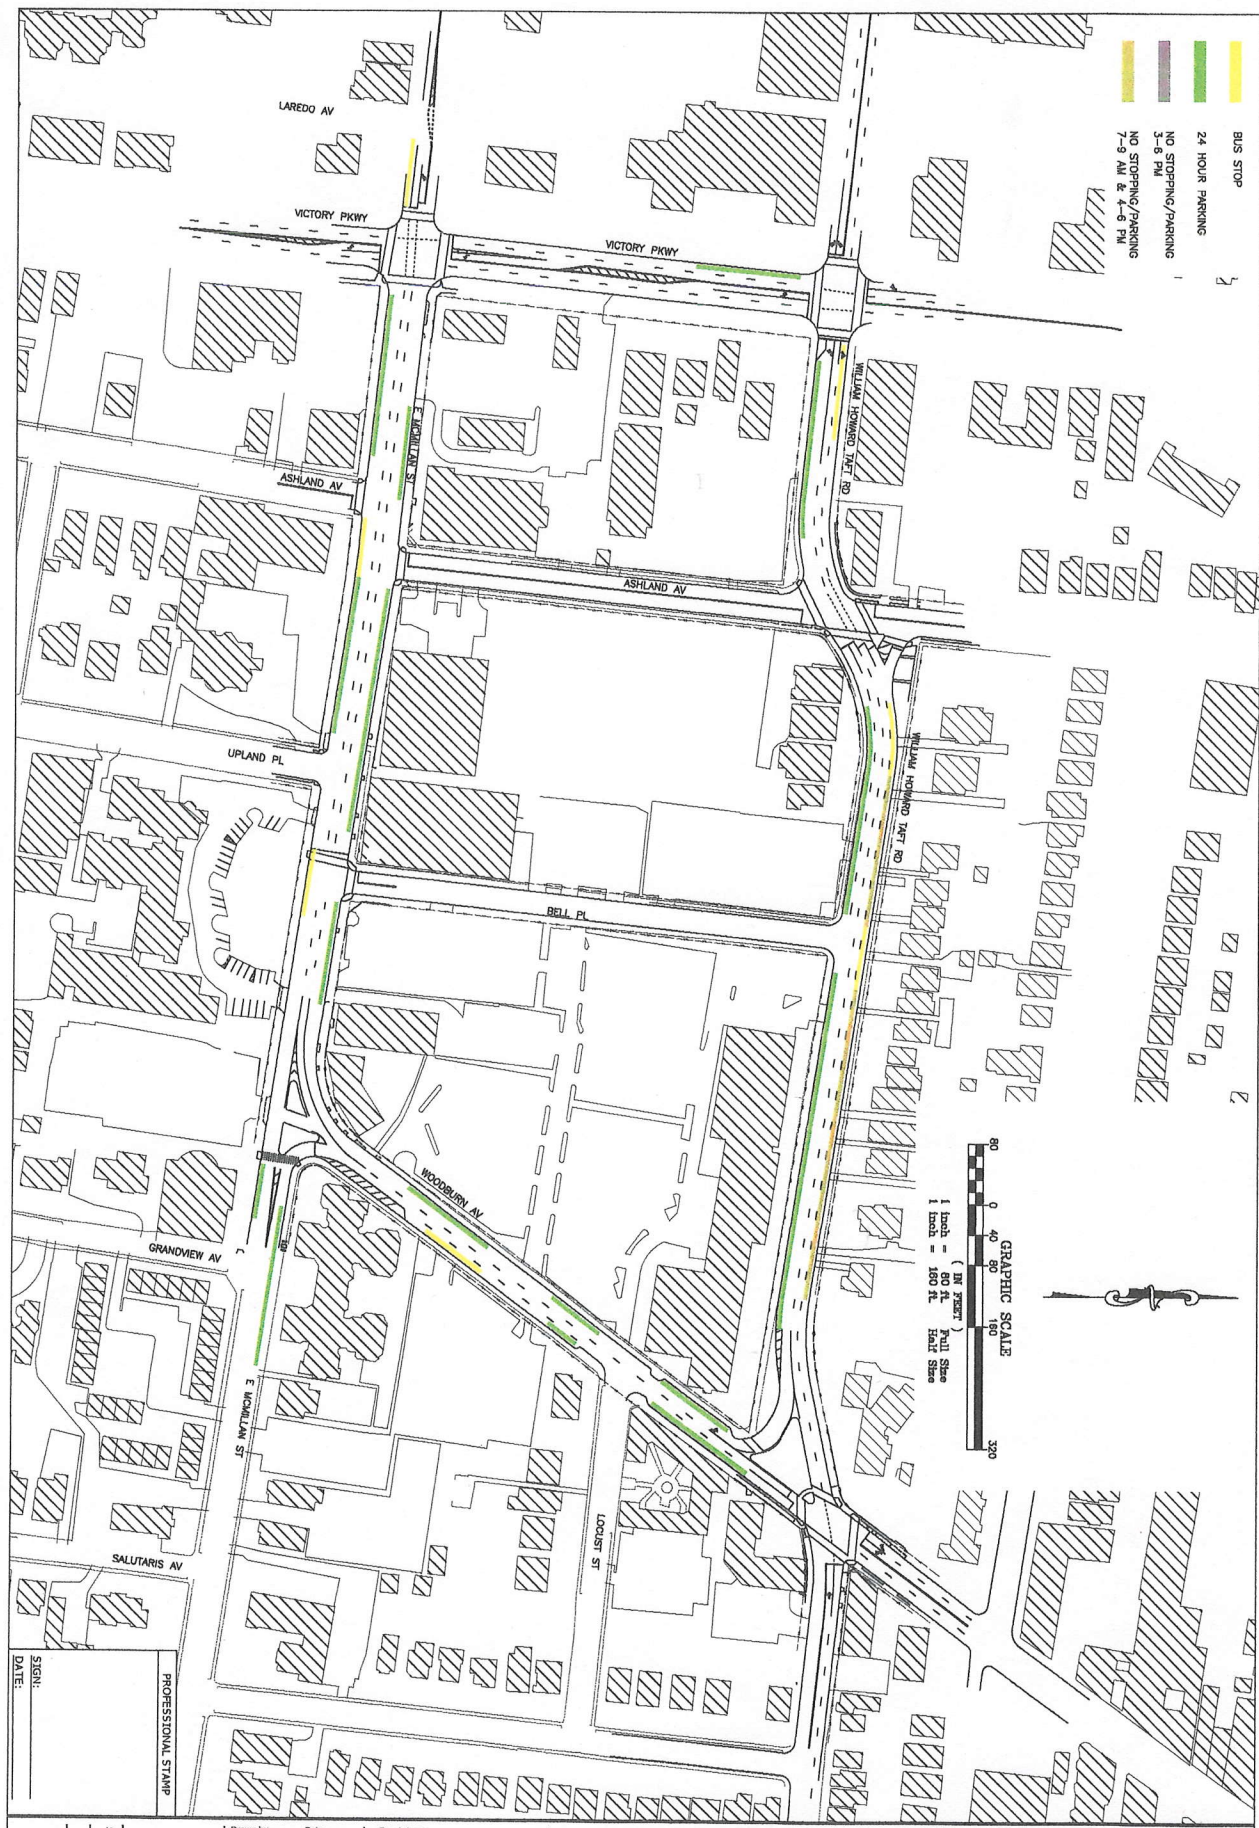 BUS STOP
24 HOUR PARKING
NO STOPPING/PARKING
3-6 PM
NO STOPPING/PARKING
7-9 AM & 4-6 PM
LAREDO AV
VICTORY PKWY
VICTORY PKWY
WILLIAM HOWARD TAFT RD
E MCMILLAN ST
ASHLAND AV
ASHLAND AV
UPLAND PL
WILLIAM HOWARD TAFT RD
BELL PL
WOODBURN AV
GRANDVIEW AV
E MCMILLAN ST
LOCUST ST
SALUTARIS AV
GRAPHIC SCALE
80 0 40 80 160 320
( IN FEET )
1 inch = 80 ft. Full Size
1 inch = 160 ft. Half Size
PROFESSIONAL STAMP
SIGN:
DATE: